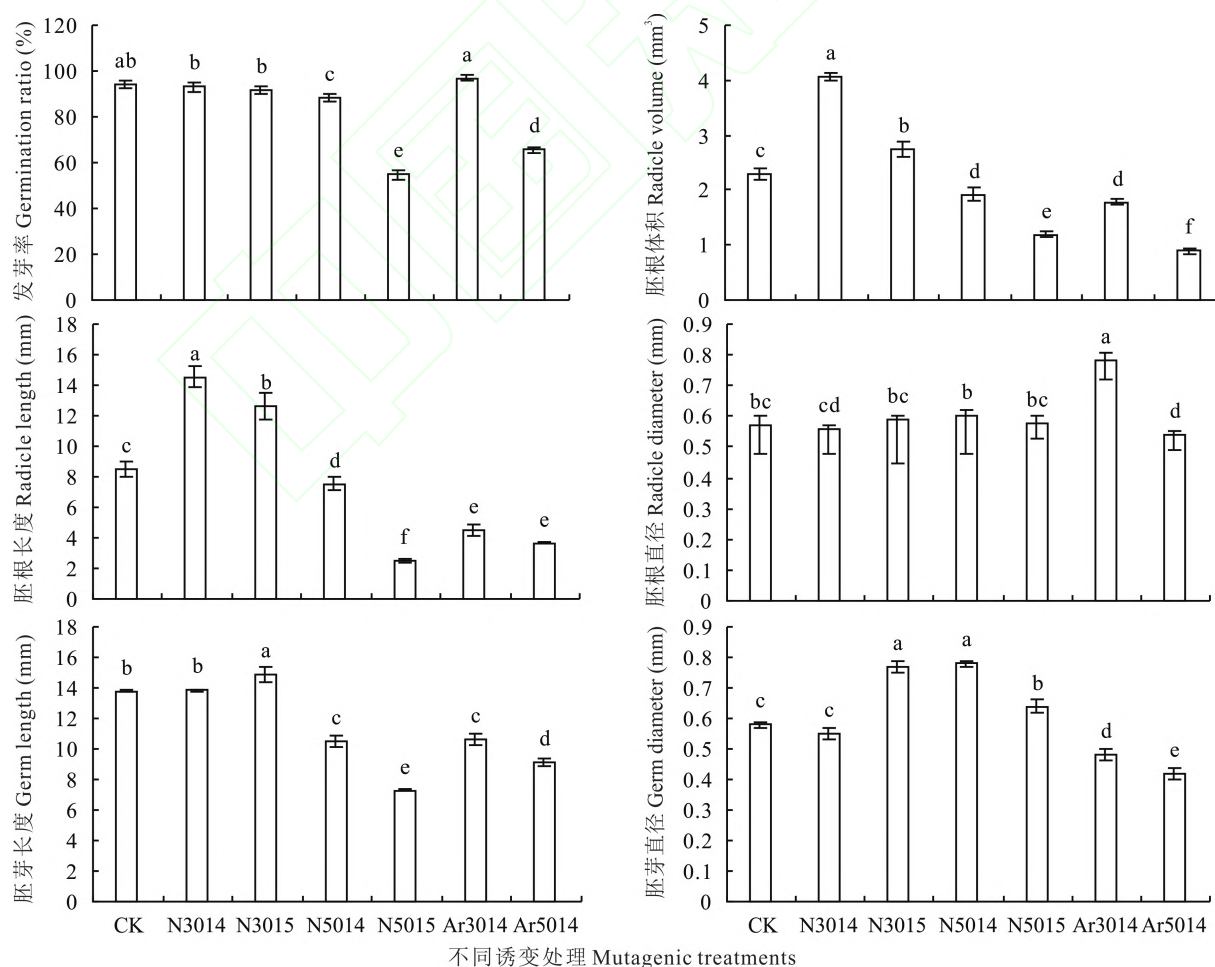 发芽率 Germination ratio (%)
120
100
80
60
40
20
0
ab
b
b
c
e
a
d
胚根体积 Radicle volume (mm³)
5
4
3
2
1
0
c
a
b
d
e
d
f
胚根长度 Radicle length (mm)
18
16
14
12
10
8
6
4
2
0
c
a
b
d
f
e
e
胚根直径 Radicle diameter (mm)
0.9
0.8
0.7
0.6
0.5
0.4
0.3
0.2
0.1
0
bc
cd
bc
b
bc
a
d
胚芽长度 Germ length (mm)
18
16
14
12
10
8
6
4
2
0
b
b
a
c
e
c
d
CK N3014 N3015 N5014 N5015 Ar3014 Ar5014
胚芽直径 Germ diameter (mm)
0.9
0.8
0.7
0.6
0.5
0.4
0.3
0.2
0.1
0
c
c
a
a
b
d
e
CK N3014 N3015 N5014 N5015 Ar3014 Ar5014
不同诱变处理 Mutagenic treatments